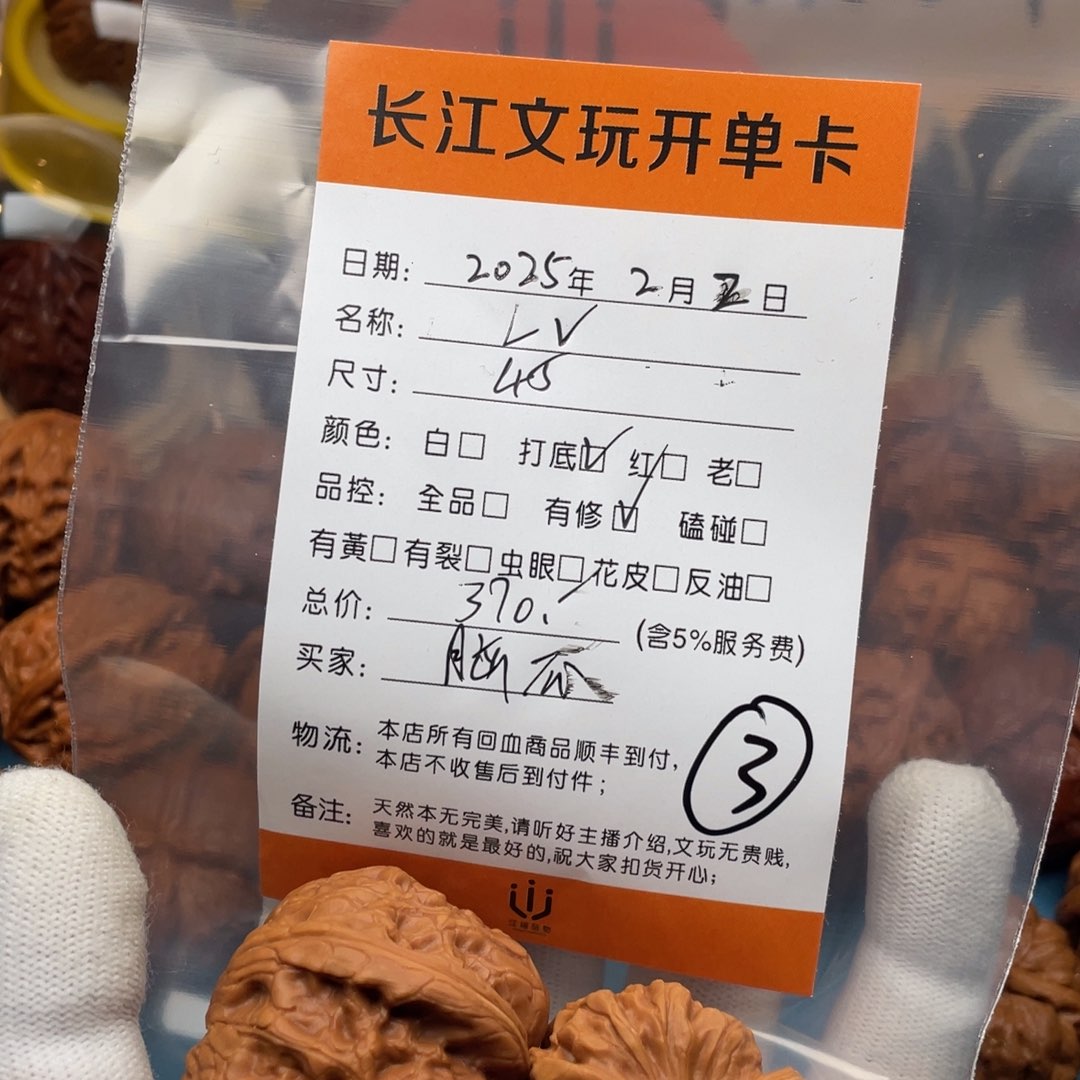 长江文玩开单卡
日期: 2025年 2月 日
名称: LV
尺寸: 45
颜色: 白□ 打底☑ 红□ 老□
品控: 全品□ 有修☑ 磕碰□
有黃□有裂□虫眼□花皮□反油□
总价: 370. (含5%服务费)
买家: 脑瓜
物流: 本店所有回血商品顺丰到付,
本店不收售后到付件;
③
备注: 天然本无完美,请听好主播介绍,文玩无贵贱,
喜欢的就是最好的,祝大家扣货开心;